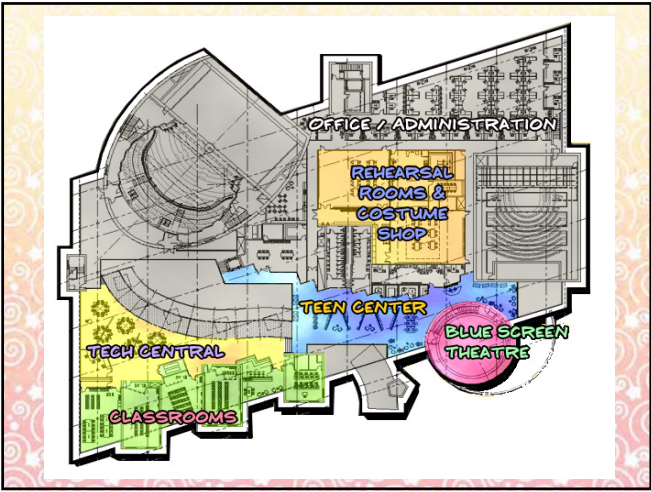 OFFICE / ADMINISTRATION
REHEARSAL
ROOMS &
COSTUME
SHOP
TEEN CENTER
BLUE SCREEN
THEATRE
TECH CENTRAL
CLASSROOMS